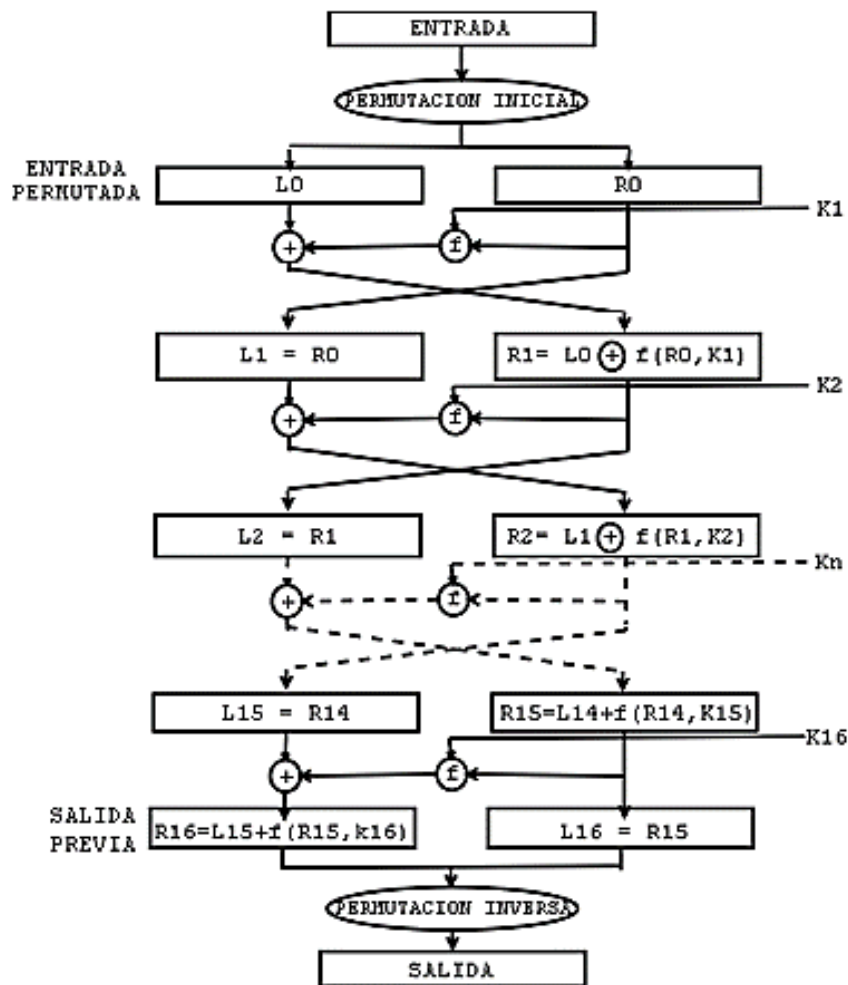 ENTRADA
PERMUTACION INICIAL
ENTRADA
PERMUTADA
L0
R0
K1
+
f
L1 = R0
R1= L0 + f(R0,K1)
K2
+
f
L2 = R1
R2= L1 + f(R1,K2)
Kn
+
f
L15 = R14
R15=L14+f(R14,K15)
K16
+
f
SALIDA
PREVIA
R16=L15+f(R15,k16)
L16 = R15
PERMUTACION INVERSA
SALIDA